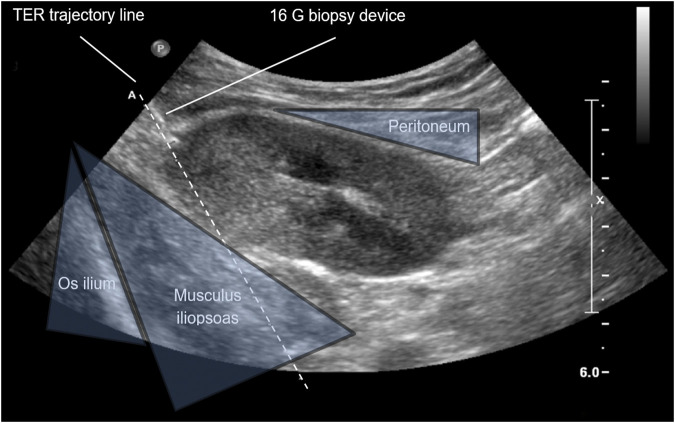 TER trajectory line
16 G biopsy device
P
A
Peritoneum
X
Os ilium
Musculus
iliopsoas
6.0